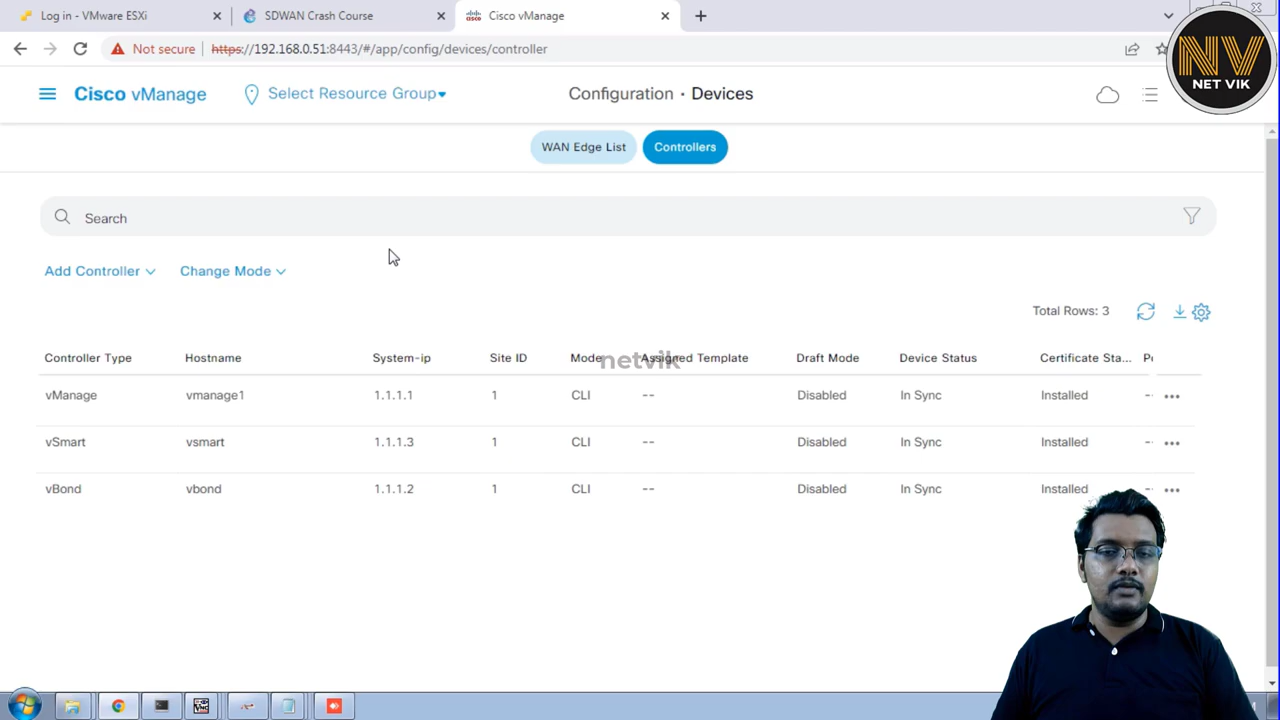 Log in - VMware ESXi
SDWAN Crash Course
Cisco vManage
Not secure
https://192.168.0.51:8443/#/app/config/devices/controller
NV
NET VIK
Cisco vManage
Select Resource Group
Configuration · Devices
WAN Edge List
Controllers
Search
Add Controller
Change Mode
Total Rows: 3
Controller Type Hostname System-ip Site ID Mode Assigned Template Draft Mode Device Status Certificate Sta...
netvik
vManage vmanage1 1.1.1.1 1 CLI -- Disabled In Sync Installed
vSmart vsmart 1.1.1.3 1 CLI -- Disabled In Sync Installed
vBond vbond 1.1.1.2 1 CLI -- Disabled In Sync Installed